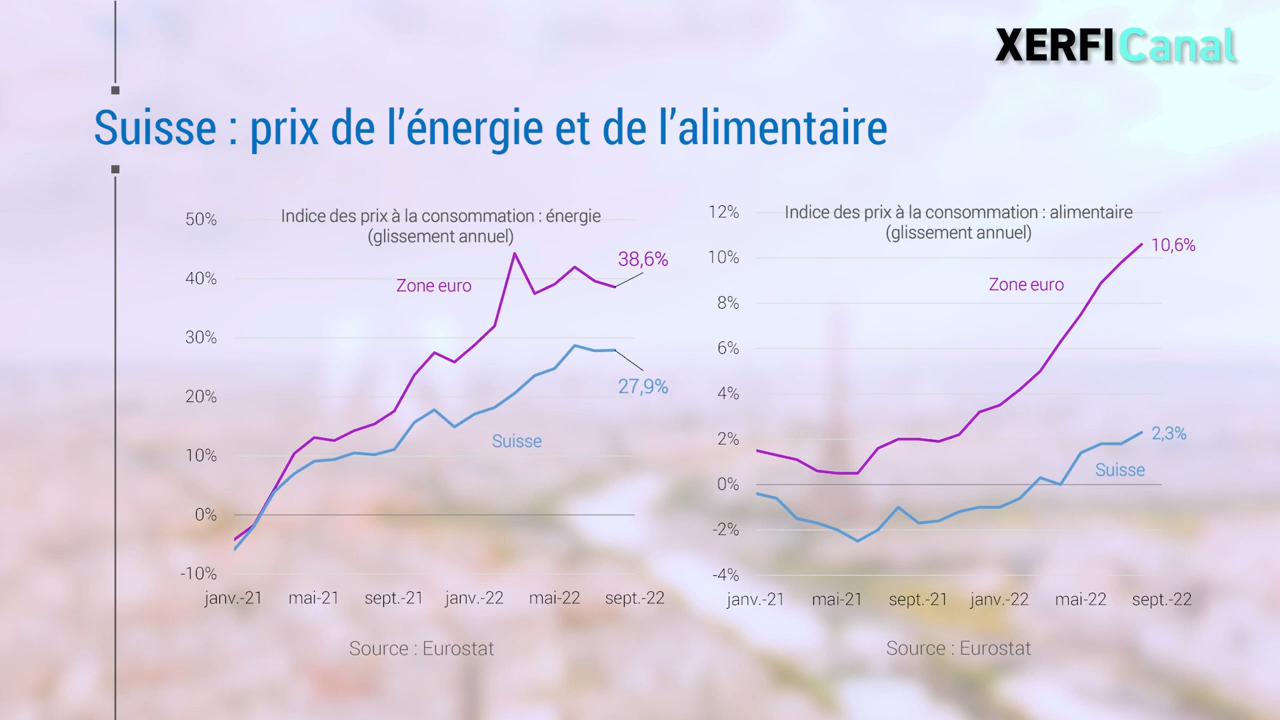 XERFI Canal
Suisse : prix de l'énergie et de l'alimentaire
Indice des prix à la consommation : énergie
(glissement annuel)
50%
40%
30%
20%
10%
0%
-10%
Zone euro
38,6%
27,9%
Suisse
janv.-21 mai-21 sept.-21 janv.-22 mai-22 sept.-22
Source : Eurostat
Indice des prix à la consommation : alimentaire
(glissement annuel)
12%
10%
8%
6%
4%
2%
0%
-2%
-4%
10,6%
Zone euro
2,3%
Suisse
janv.-21 mai-21 sept.-21 janv.-22 mai-22 sept.-22
Source : Eurostat